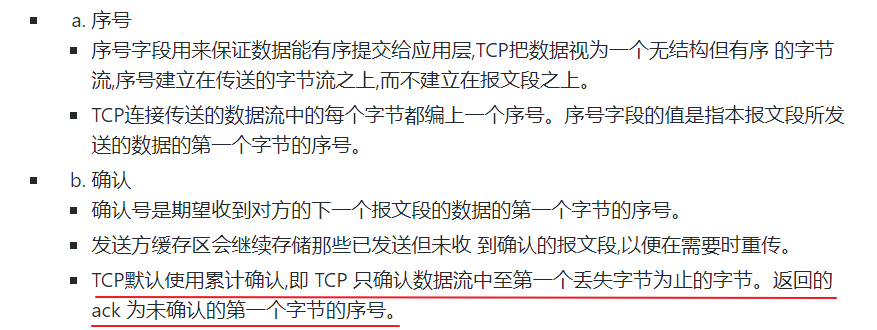 a. 序号
序号字段用来保证数据能有序提交给应用层,TCP把数据视为一个无结构但有序 的字节
流,序号建立在传送的字节流之上,而不建立在报文段之上。
TCP连接传送的数据流中的每个字节都编上一个序号。序号字段的值是指本报文段所发
送的数据的第一个字节的序号。
b. 确认
确认号是期望收到对方的下一个报文段的数据的第一个字节的序号。
发送方缓存区会继续存储那些已发送但未收 到确认的报文段,以便在需要时重传。
TCP默认使用累计确认,即 TCP 只确认数据流中至第一个丢失字节为止的字节。返回的
ack 为未确认的第一个字节的序号。